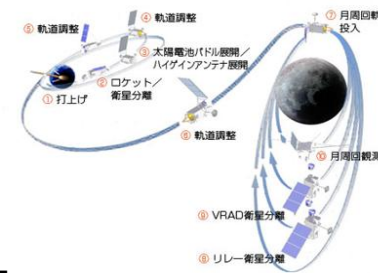 ① 打上げ
② ロケット／
衛星分離
③ 太陽電池パドル展開／
ハイゲインアンテナ展開
④ 軌道調整
⑤ 軌道調整
⑥ 軌道調整
⑦ 月周回軌
投入
⑧ リレー衛星分離
⑨ VRAD衛星分離
⑩ 月周回観測